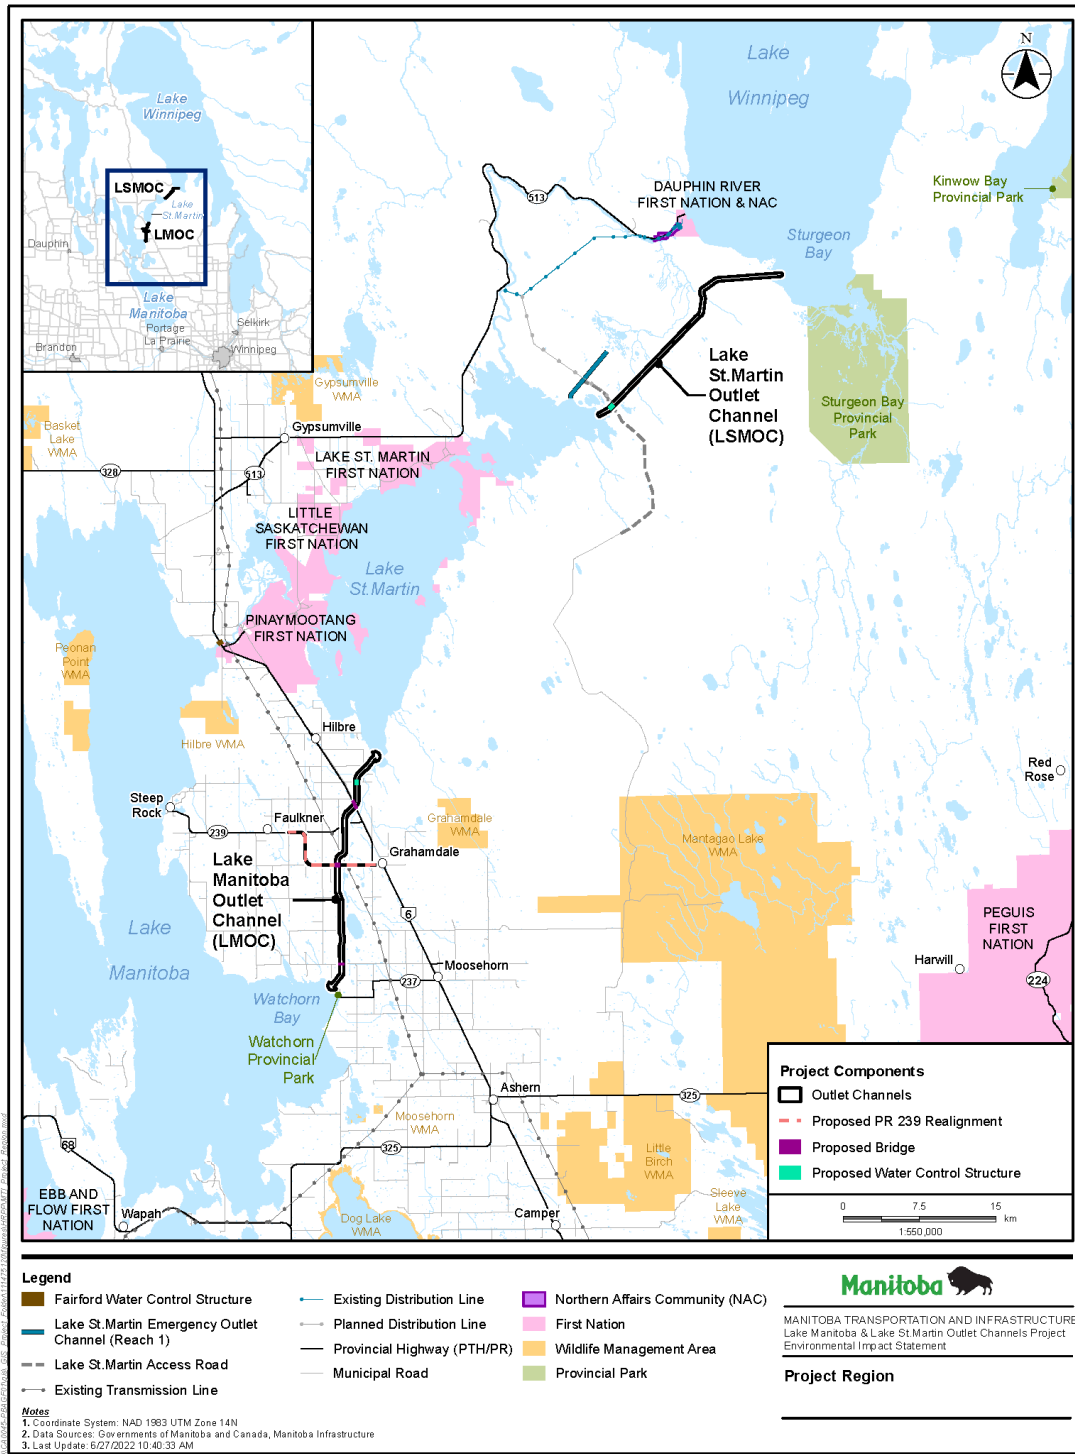 Lake
Winnipeg
N
Lake
Winnipeg
LSMOC
Lake
St.Martin
LMOC
Dauphin
Lake
Manitoba
Portage
La Prairie
Selkirk
Brandon
Winnipeg
513
DAUPHIN RIVER
FIRST NATION & NAC
Kinwow Bay
Provincial Park
Sturgeon
Bay
Lake
St.Martin
Outlet
Channel
(LSMOC)
Sturgeon Bay
Provincial
Park
Gypsumville
WMA
Basket
Lake
WMA
Gypsumville
328
513
LAKE ST. MARTIN
FIRST NATION
LITTLE
SASKATCHEWAN
FIRST NATION
Lake
St.Martin
PINAYMOOTANG
FIRST NATION
Peonan
Point
WMA
Hilbre WMA
Hilbre
Steep
Rock
Faulkner
239
Grahamdale
WMA
Grahamdale
Mantagao Lake
WMA
Red
Rose
Lake
Manitoba
Outlet
Channel
(LMOC)
6
Lake
Manitoba
PEGUIS
FIRST
NATION
Harwill
224
Moosehorn
237
Watchorn
Bay
Watchorn
Provincial
Park
Ashern
325
Moosehorn
WMA
325
Little
Birch
WMA
Sleeve
Lake
WMA
68
EBB AND
FLOW FIRST
NATION
Wapah
Dog Lake
WMA
Camper
Project Components
Outlet Channels
Proposed PR 239 Realignment
Proposed Bridge
Proposed Water Control Structure
0 7.5 15
km
1:550,000
Legend
Fairford Water Control Structure
Lake St.Martin Emergency Outlet
Channel (Reach 1)
Lake St.Martin Access Road
Existing Transmission Line
Existing Distribution Line
Planned Distribution Line
Provincial Highway (PTH/PR)
Municipal Road
Northern Affairs Community (NAC)
First Nation
Wildlife Management Area
Provincial Park
Notes
1. Coordinate System: NAD 1983 UTM Zone 14N
2. Data Sources: Governments of Manitoba and Canada, Manitoba Infrastructure
3. Last Update: 6/27/2022 10:40:33 AM
Manitoba
MANITOBA TRANSPORTATION AND INFRASTRUCTURE
Lake Manitoba & Lake St.Martin Outlet Channels Project
Environmental Impact Statement
Project Region